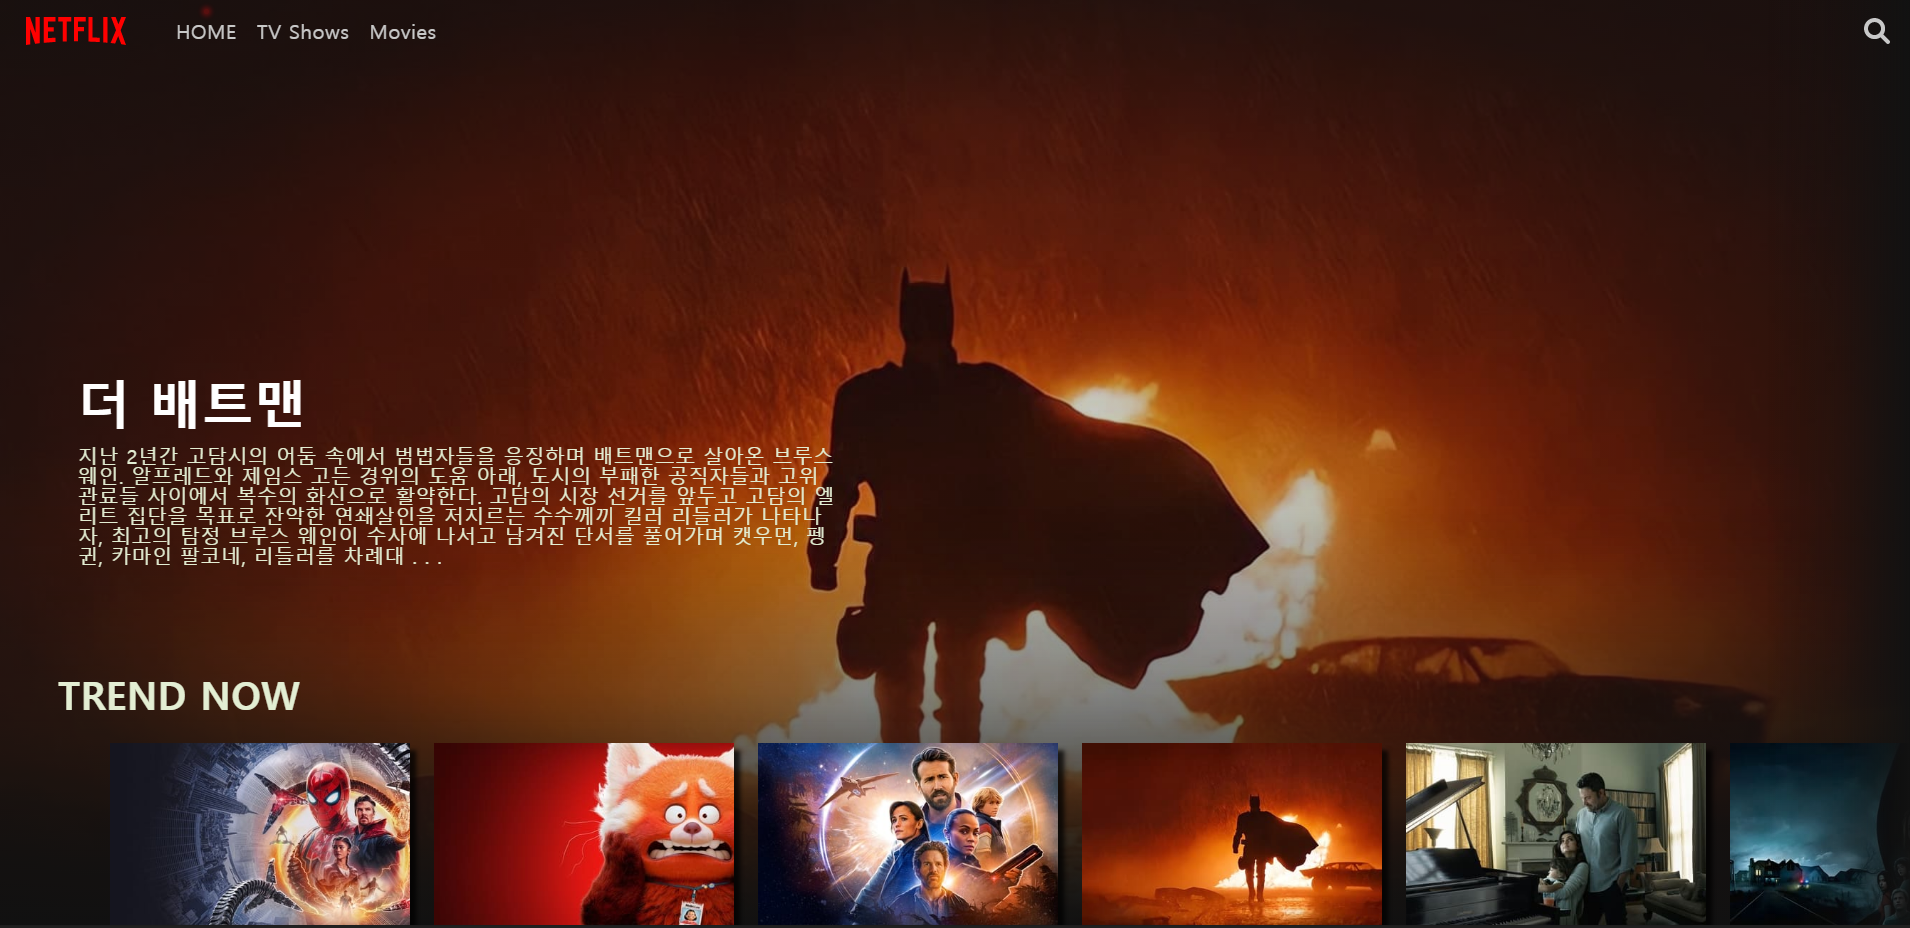 NETFLIX HOME TV Shows Movies
더 배트맨
지난 2년간 고담시의 어둠 속에서 범법자들을 응징하며 배트맨으로 살아온 브루스
웨인. 알프레드와 제임스 고든 경위의 도움 아래, 도시의 부패한 공직자들과 고위
관료들 사이에서 복수의 화신으로 활약한다. 고담의 시장 선거를 앞두고 고담의 엘
리트 집단을 목표로 잔악한 연쇄살인을 저지르는 수수께끼 킬러 리들러가 나타나
자, 최고의 탐정 브루스 웨인이 수사에 나서고 남겨진 단서를 풀어가며 캣우먼, 펭
귄, 카마인 팔코네, 리들러를 차례대 . . .
TREND NOW